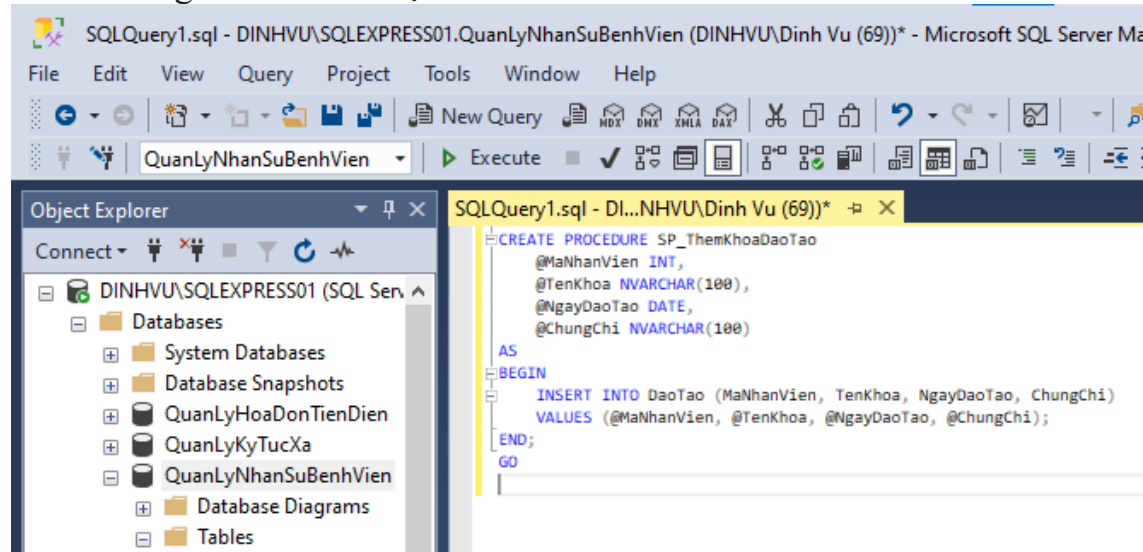 SQLQuery1.sql - DINHVU\SQLEXPRESS01.QuanLyNhanSuBenhVien (DINHVU\Dinh Vu (69))* - Microsoft SQL Server Ma
File Edit View Query Project Tools Window Help
New Query MDX DMX XMLA DAX
QuanLyNhanSuBenhVien Execute
Object Explorer
SQLQuery1.sql - DI...NHVU\Dinh Vu (69))*
Connect
DINHVU\SQLEXPRESS01 (SQL Serv
Databases
System Databases
Database Snapshots
QuanLyHoaDonTienDien
QuanLyKyTucXa
QuanLyNhanSuBenhVien
Database Diagrams
Tables
CREATE PROCEDURE SP_ThemKhoaDaoTao
@MaNhanVien INT,
@TenKhoa NVARCHAR(100),
@NgayDaoTao DATE,
@ChungChi NVARCHAR(100)
AS
BEGIN
INSERT INTO DaoTao (MaNhanVien, TenKhoa, NgayDaoTao, ChungChi)
VALUES (@MaNhanVien, @TenKhoa, @NgayDaoTao, @ChungChi);
END;
GO